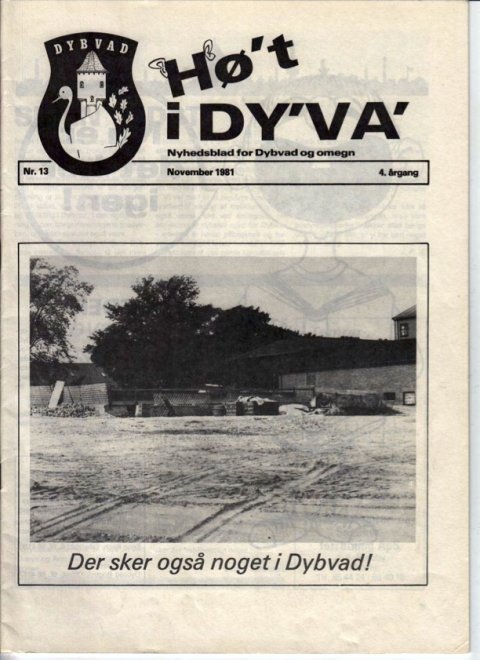 DYBVAD
Hø't
i DY'VA'
Nyhedsblad for Dybvad og omegn
Nr. 13 November 1981 4. årgang
Der sker også noget i Dybvad!